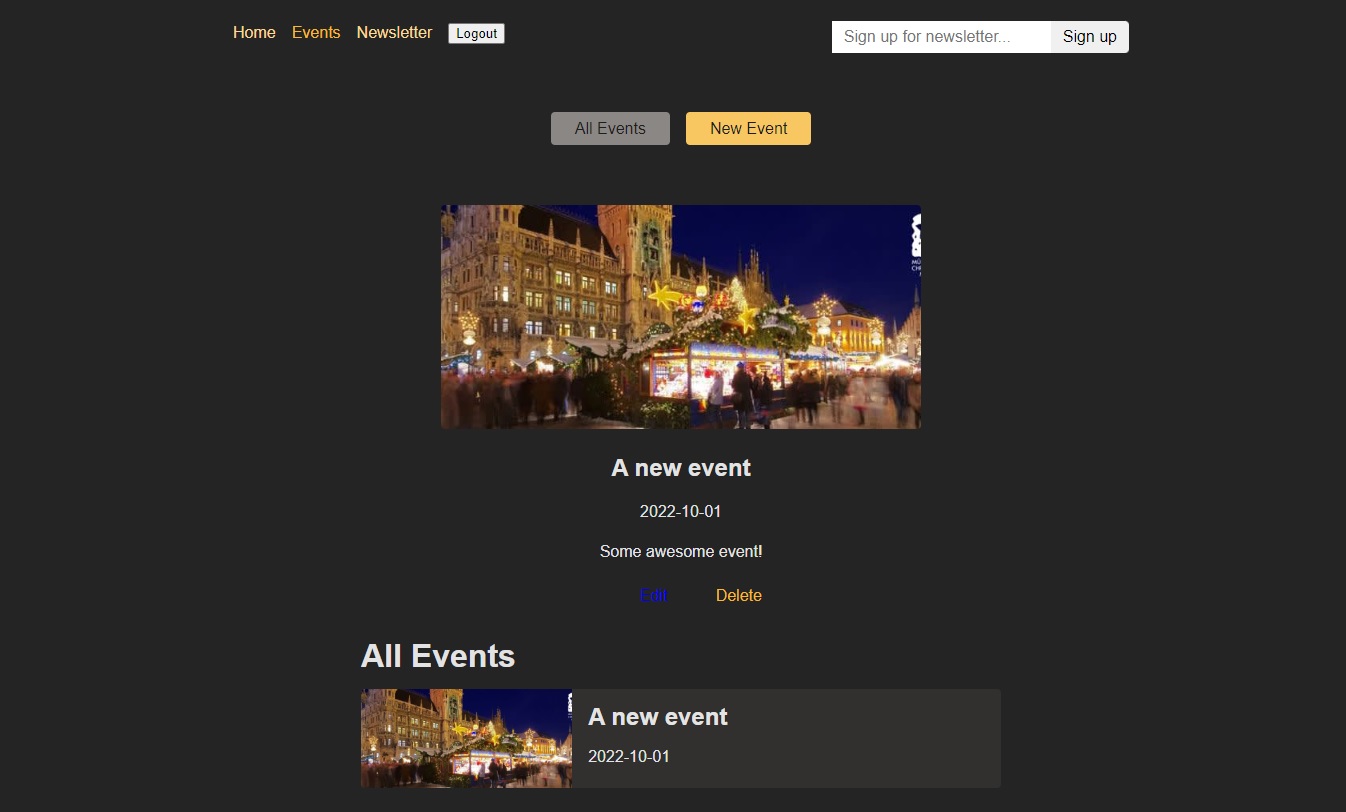 Home Events Newsletter Logout Sign up for newsletter... Sign up
All Events New Event
A new event
2022-10-01
Some awesome event!
Edit Delete
All Events
A new event
2022-10-01